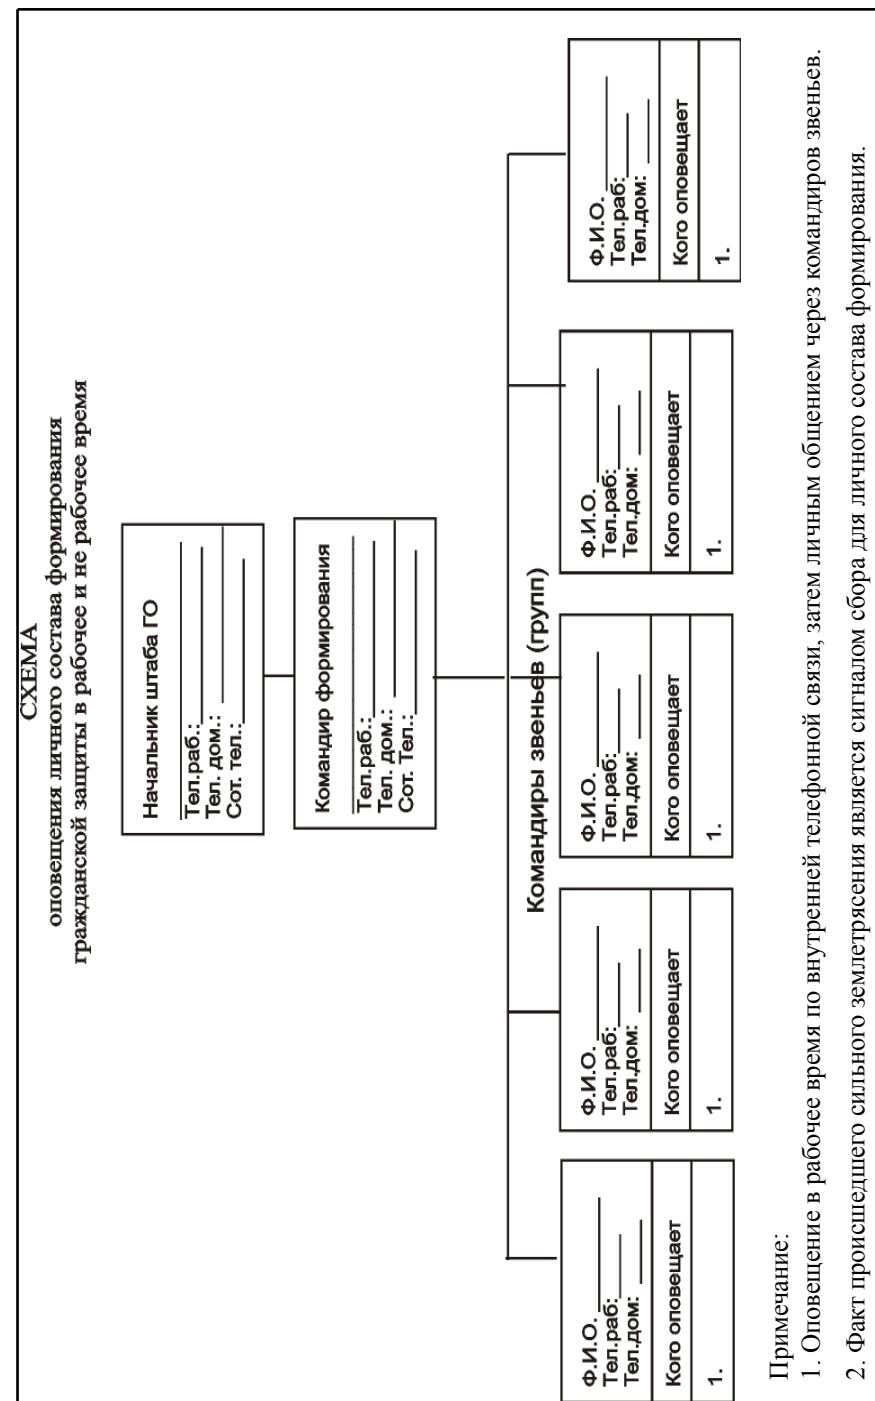 СХЕМА
оповещения личного состава формирования
гражданской защиты в рабочее и не рабочее время
Начальник штаба ГО
Тел.раб.:
Тел. дом.:
Сот. тел.:
Командир формирования
Тел.раб.:
Тел. дом.:
Сот. Тел.:
Командиры звеньев (групп)
Ф.И.О.
Тел.раб:
Тел.дом:
Кого оповещает
1.
Ф.И.О.
Тел.раб:
Тел.дом:
Кого оповещает
1.
Ф.И.О.
Тел.раб:
Тел.дом:
Кого оповещает
1.
Ф.И.О.
Тел.раб:
Тел.дом:
Кого оповещает
1.
Ф.И.О.
Тел.раб:
Тел.дом:
Кого оповещает
1.
Примечание:
1. Оповещение в рабочее время по внутренней телефонной связи, затем личным общением через командиров звеньев.
2. Факт происшедшего сильного землетрясения является сигналом сбора для личного состава формирования.